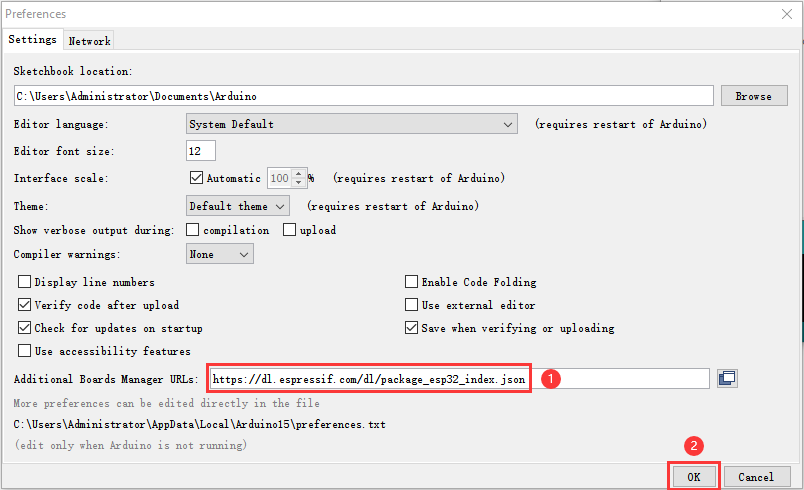 Preferences
Settings Network
Sketchbook location:
C:\Users\Administrator\Documents\Arduino Browse
Editor language: System Default (requires restart of Arduino)
Editor font size: 12
Interface scale: Automatic 100 % (requires restart of Arduino)
Theme: Default theme (requires restart of Arduino)
Show verbose output during: compilation upload
Compiler warnings: None
Display line numbers Enable Code Folding
Verify code after upload Use external editor
Check for updates on startup Save when verifying or uploading
Use accessibility features
Additional Boards Manager URLs: https://dl.espressif.com/dl/package_esp32_index.json 1
More preferences can be edited directly in the file
C:\Users\Administrator\AppData\Local\Arduino15\preferences.txt
(edit only when Arduino is not running)
2
OK Cancel